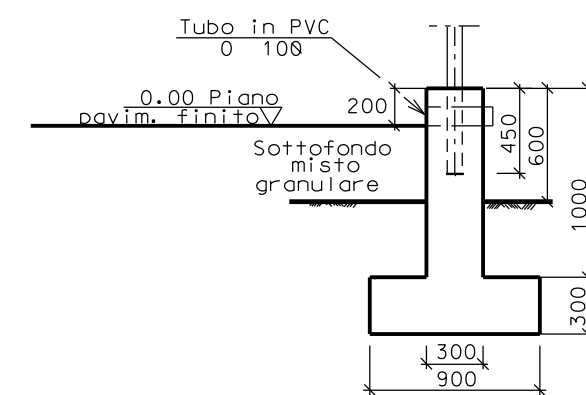 Tubo in PVC
0 100
0.00 Piano
pavim. finito
200
Sottofondo
misto
granulare
450
600
1000
300
300
900